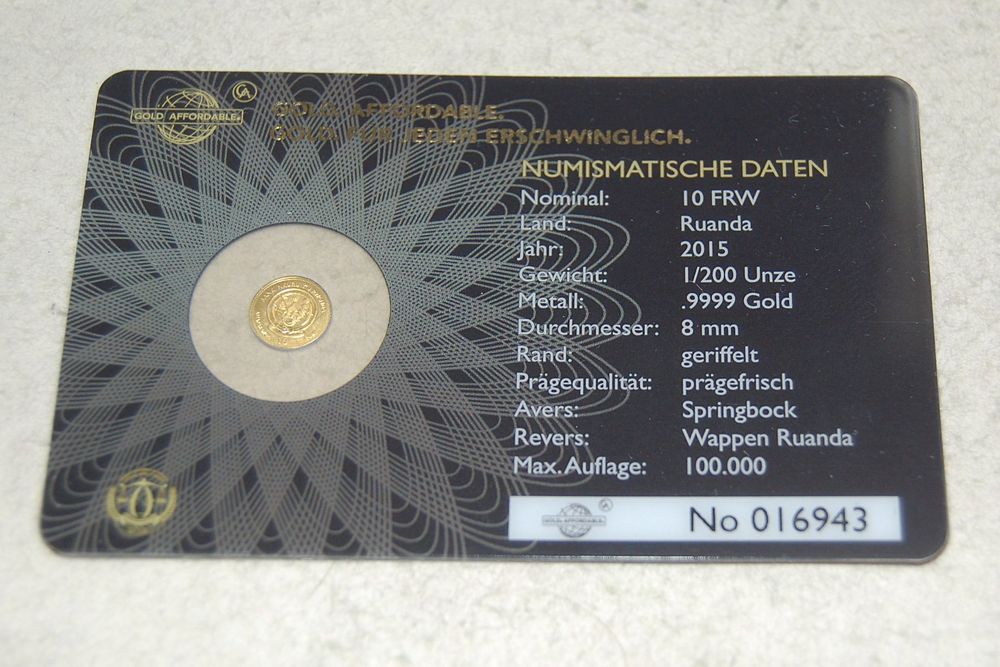 GOLD AFFORDABLE.
GA
GOLD. AFFORDABLE.
GOLD FÜR JEDEN ERSCHWINGLICH.
NUMISMATISCHE DATEN
Nominal: 10 FRW
Land: Ruanda
Jahr: 2015
Gewicht: 1/200 Unze
Metall: .9999 Gold
Durchmesser: 8 mm
Rand: geriffelt
Prägequalität: prägefrisch
Avers: Springbock
Revers: Wappen Ruanda
Max. Auflage: 100.000
GOLD AFFORDABLE.
No 016943